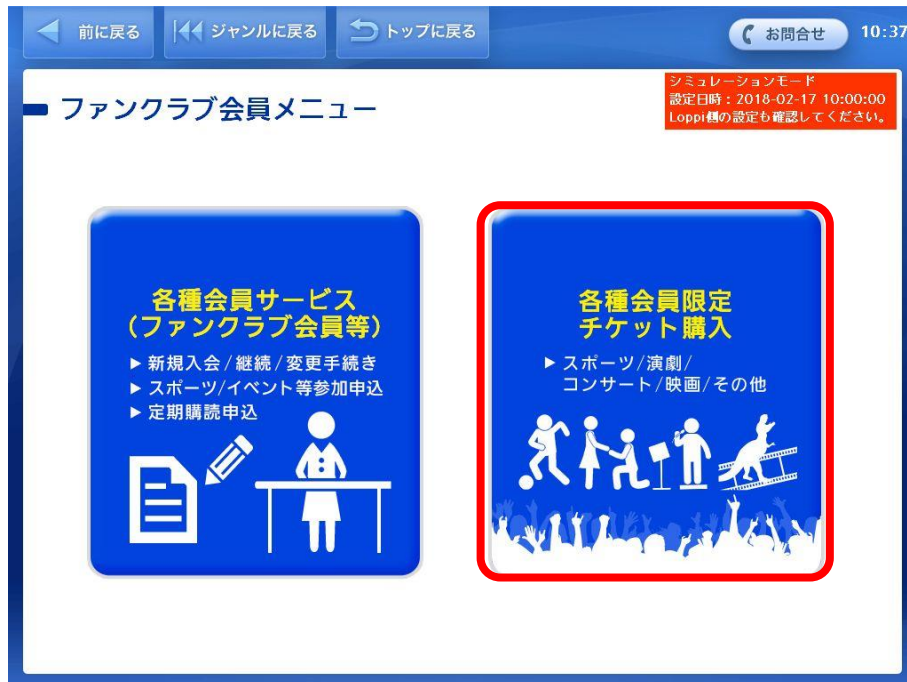 前に戻る
ジャンルに戻る
トップに戻る
お問合せ
10:37
ファンクラブ会員メニュー
シミュレーションモード
設定日時：2018-02-17 10:00:00
Loppi側の設定も確認してください。
各種会員サービス
(ファンクラブ会員等)
▶ 新規入会/継続/変更手続き
▶ スポーツ/イベント等参加申込
▶ 定期購読申込
各種会員限定
チケット購入
▶ スポーツ/演劇/
コンサート/映画/その他